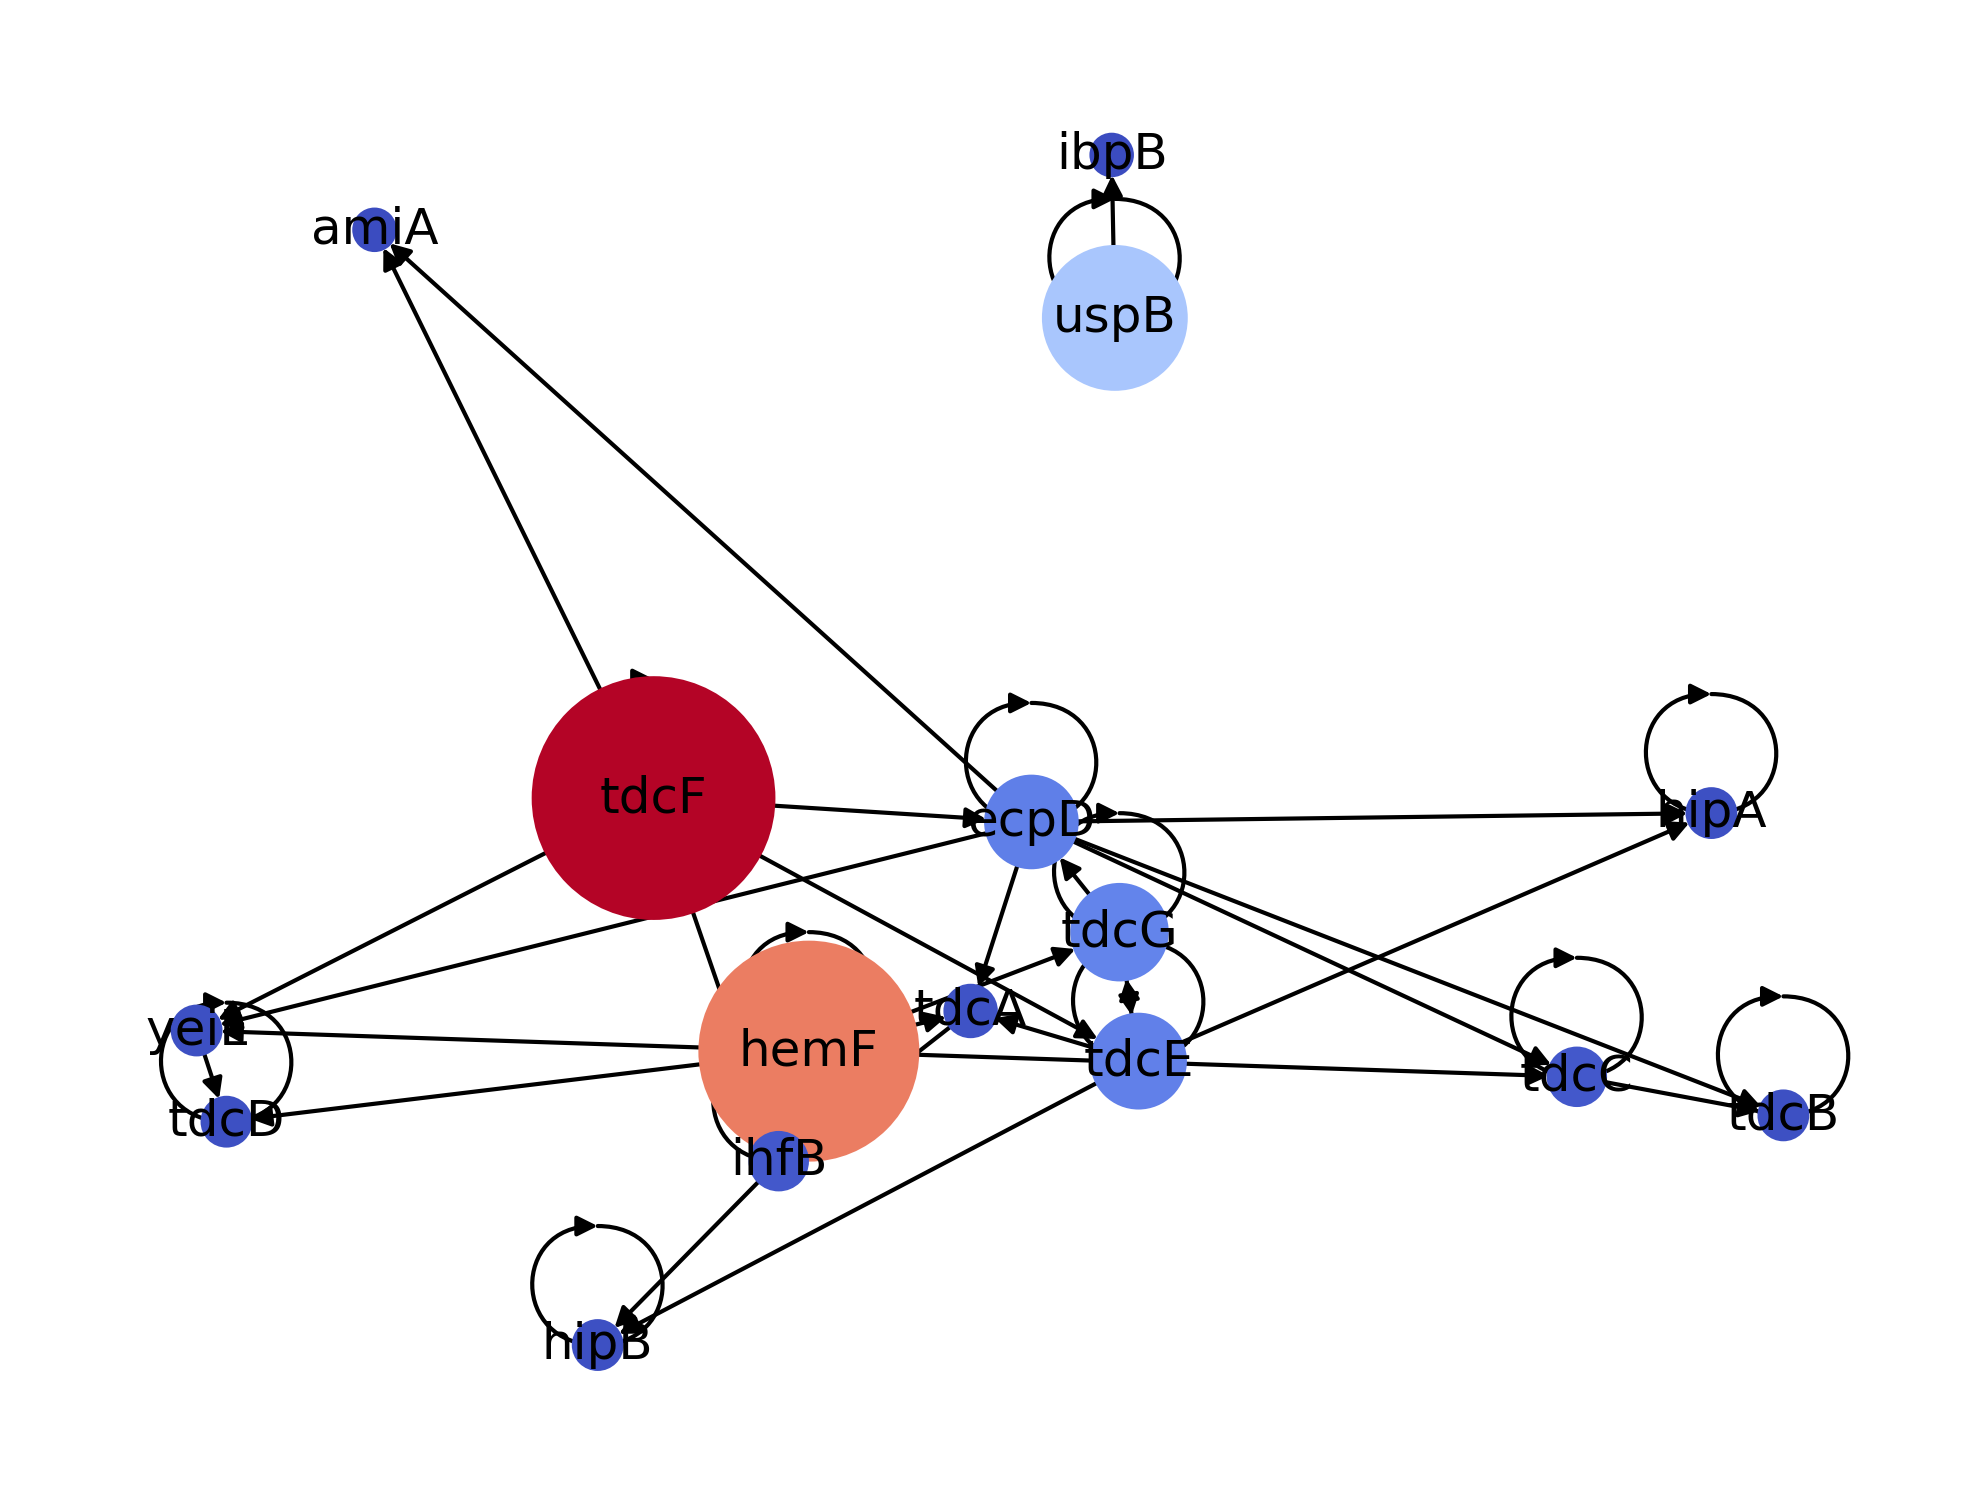 ibpB
amiA
uspB
tdcF
ecpD
hipA
tdcG
tdcA
yeiL
hemF
tdcE
tdcC
tdcD
tdcB
ihfB
hipB